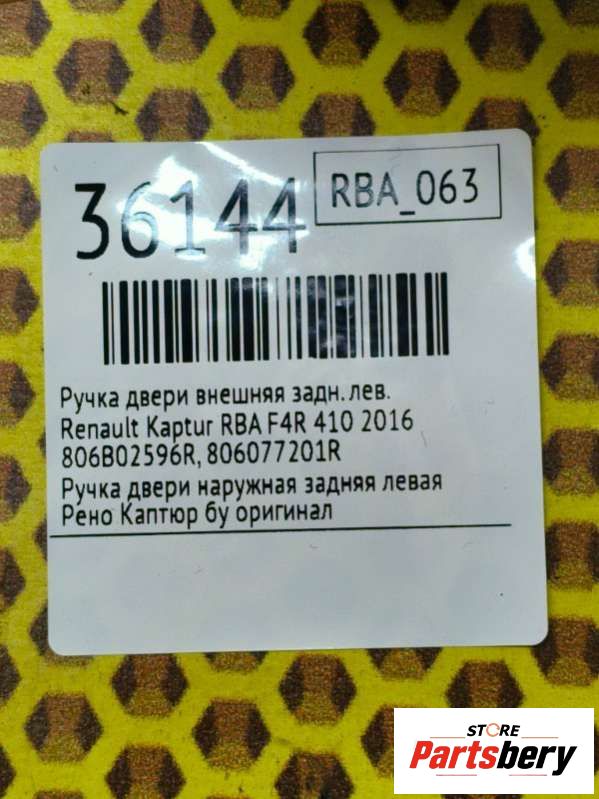 36144
RBA_063
Ручка двери внешняя задн. лев.
Renault Kaptur RBA F4R 410 2016
806B02596R, 806077201R
Ручка двери наружная задняя левая
Рено Каптюр бу оригинал
STORE
Partsbery